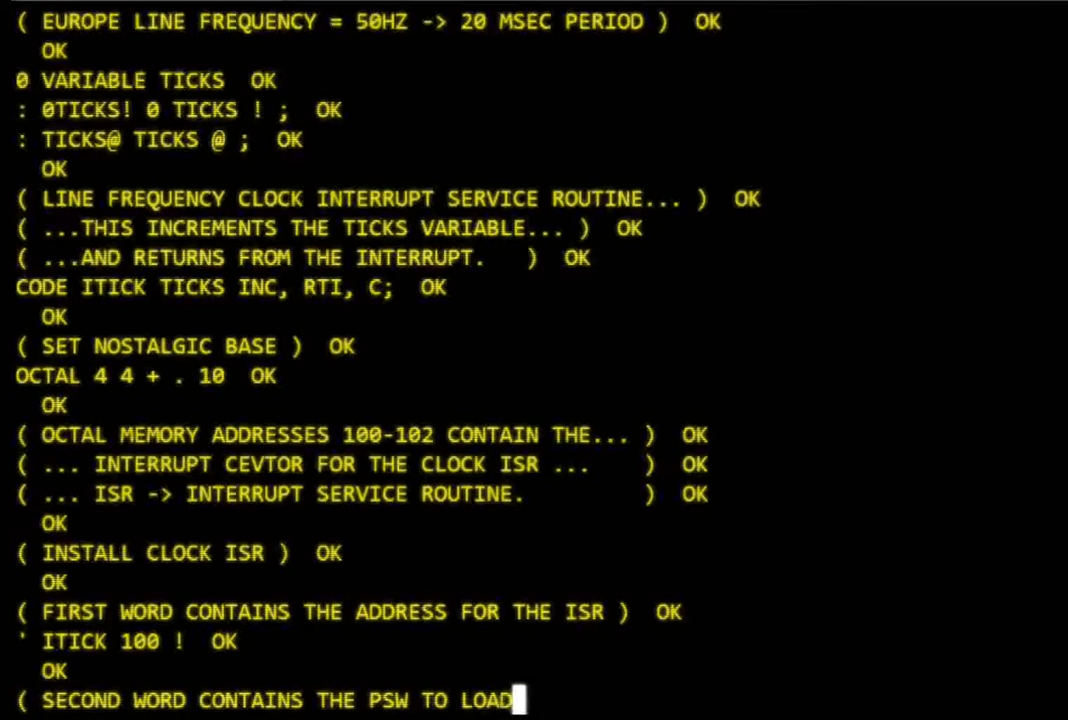 ( EUROPE LINE FREQUENCY = 50HZ -> 20 MSEC PERIOD )  OK
  OK
0 VARIABLE TICKS  OK
: 0TICKS! 0 TICKS ! ;  OK
: TICKS@ TICKS @ ;  OK
  OK
( LINE FREQUENCY CLOCK INTERRUPT SERVICE ROUTINE... )  OK
( ...THIS INCREMENTS THE TICKS VARIABLE... )  OK
( ...AND RETURNS FROM THE INTERRUPT.   )  OK
CODE ITICK TICKS INC, RTI, C;  OK
  OK
( SET NOSTALGIC BASE )  OK
OCTAL 4 4 + . 10  OK
  OK
( OCTAL MEMORY ADDRESSES 100-102 CONTAIN THE... )  OK
( ... INTERRUPT CEVTOR FOR THE CLOCK ISR ...    )  OK
( ... ISR -> INTERRUPT SERVICE ROUTINE.         )  OK
  OK
( INSTALL CLOCK ISR )  OK
  OK
( FIRST WORD CONTAINS THE ADDRESS FOR THE ISR )  OK
' ITICK 100 !  OK
  OK
( SECOND WORD CONTAINS THE PSW TO LOAD